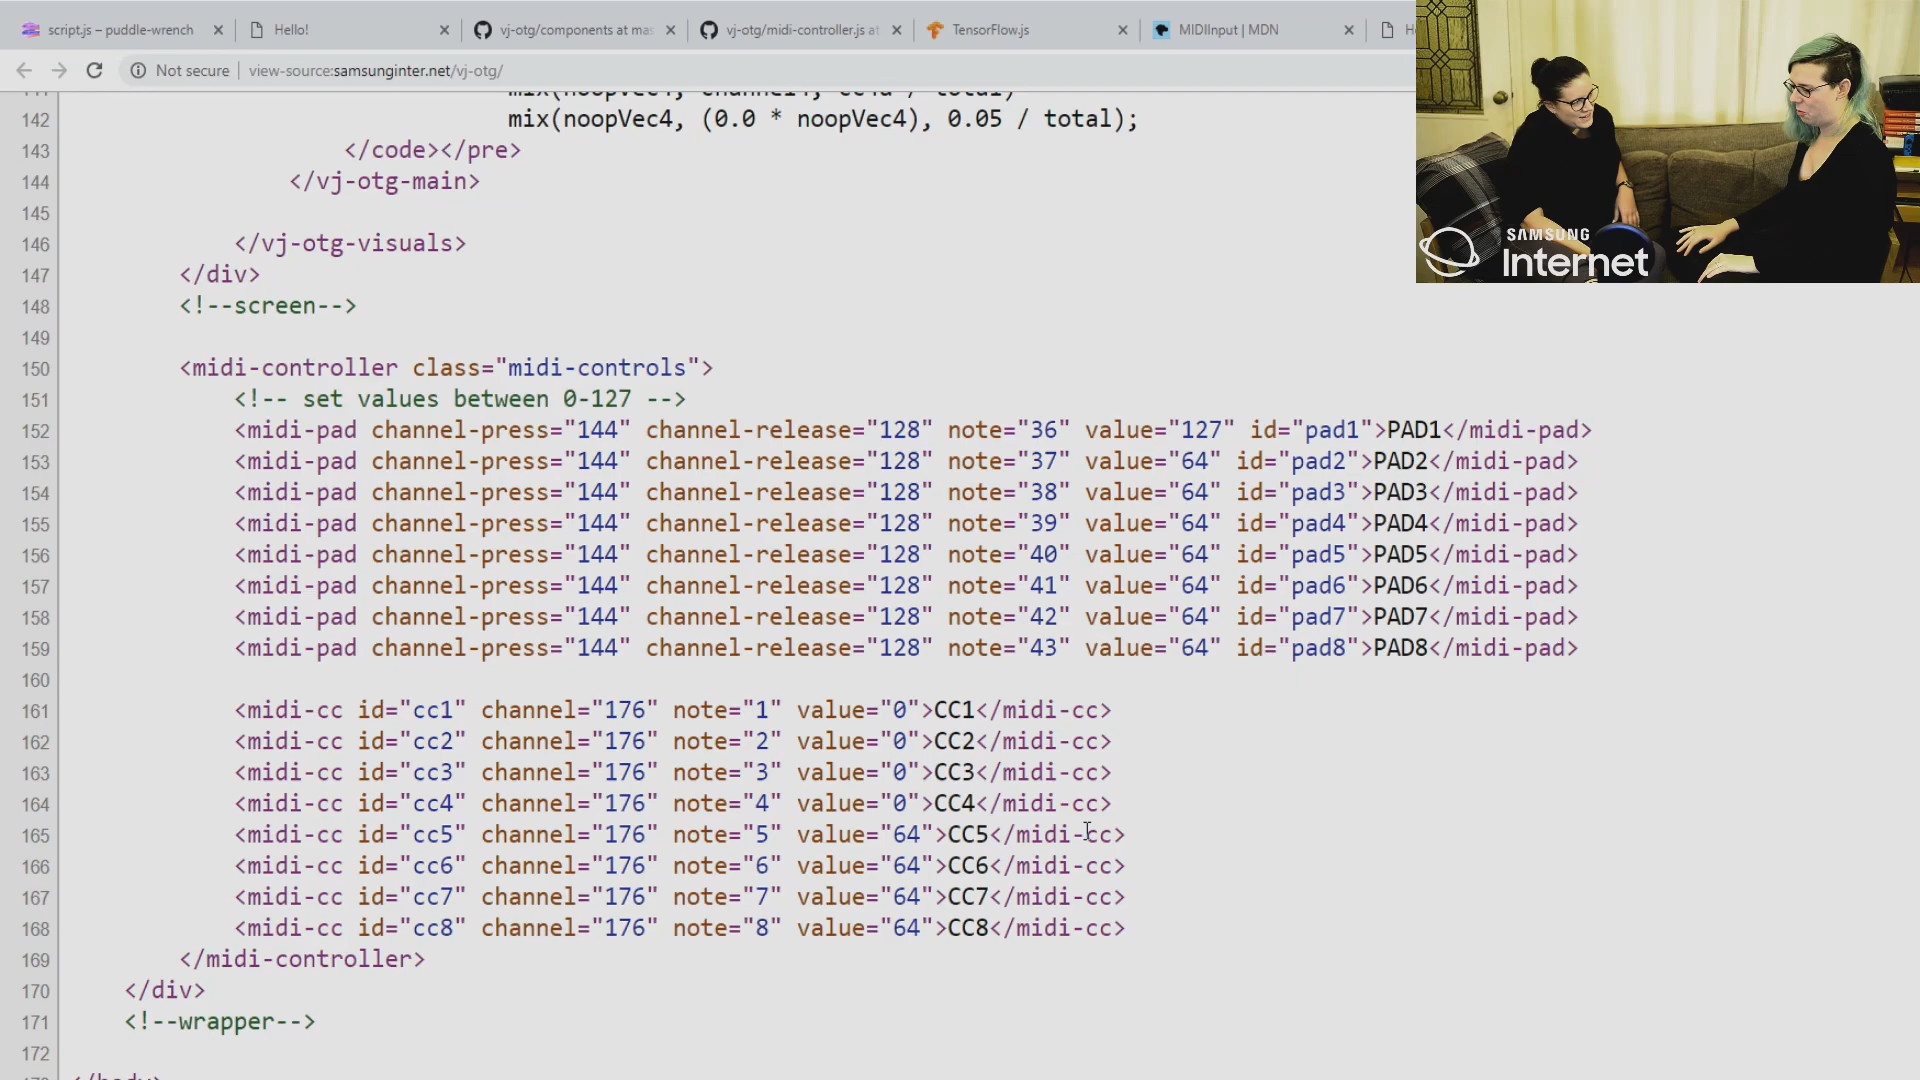 script.js – puddle-wrench
Hello!
vj-otg/components at mas
vj-otg/midi-controller.js at
TensorFlow.js
MIDIInput | MDN
Not secure
view-source:samsunginter.net/vj-otg/
142 mix(noopVec4, (0.0 * noopVec4), 0.05 / total);
143 </code></pre>
144 </vj-otg-main>
145
146 </vj-otg-visuals>
147 </div>
148 <!--screen-->
149
150 <midi-controller class="midi-controls">
151 <!-- set values between 0-127 -->
152 <midi-pad channel-press="144" channel-release="128" note="36" value="127" id="pad1">PAD1</midi-pad>
153 <midi-pad channel-press="144" channel-release="128" note="37" value="64" id="pad2">PAD2</midi-pad>
154 <midi-pad channel-press="144" channel-release="128" note="38" value="64" id="pad3">PAD3</midi-pad>
155 <midi-pad channel-press="144" channel-release="128" note="39" value="64" id="pad4">PAD4</midi-pad>
156 <midi-pad channel-press="144" channel-release="128" note="40" value="64" id="pad5">PAD5</midi-pad>
157 <midi-pad channel-press="144" channel-release="128" note="41" value="64" id="pad6">PAD6</midi-pad>
158 <midi-pad channel-press="144" channel-release="128" note="42" value="64" id="pad7">PAD7</midi-pad>
159 <midi-pad channel-press="144" channel-release="128" note="43" value="64" id="pad8">PAD8</midi-pad>
160
161 <midi-cc id="cc1" channel="176" note="1" value="0">CC1</midi-cc>
162 <midi-cc id="cc2" channel="176" note="2" value="0">CC2</midi-cc>
163 <midi-cc id="cc3" channel="176" note="3" value="0">CC3</midi-cc>
164 <midi-cc id="cc4" channel="176" note="4" value="0">CC4</midi-cc>
165 <midi-cc id="cc5" channel="176" note="5" value="64">CC5</midi-cc>
166 <midi-cc id="cc6" channel="176" note="6" value="64">CC6</midi-cc>
167 <midi-cc id="cc7" channel="176" note="7" value="64">CC7</midi-cc>
168 <midi-cc id="cc8" channel="176" note="8" value="64">CC8</midi-cc>
169 </midi-controller>
170 </div>
171 <!--wrapper-->
172
SAMSUNG
Internet